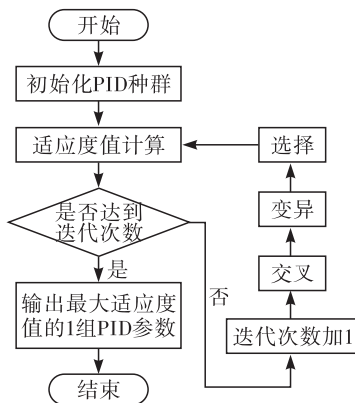 开始
初始化PID种群
适应度值计算
是否达到
迭代次数
是
输出最大适应度
值的1组PID参数
结束
否
迭代次数加1
交叉
变异
选择